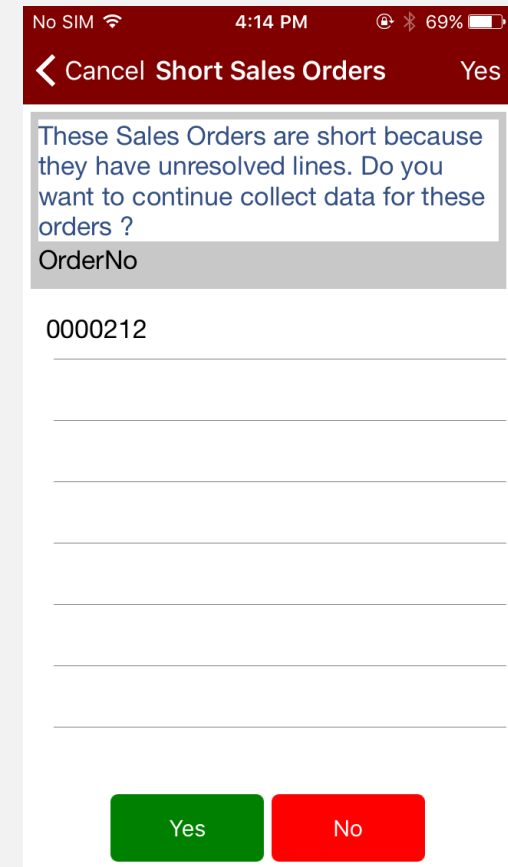 No SIM 4:14 PM 69%
Cancel Short Sales Orders Yes
These Sales Orders are short because
they have unresolved lines. Do you
want to continue collect data for these
orders ?
OrderNo
0000212
Yes No